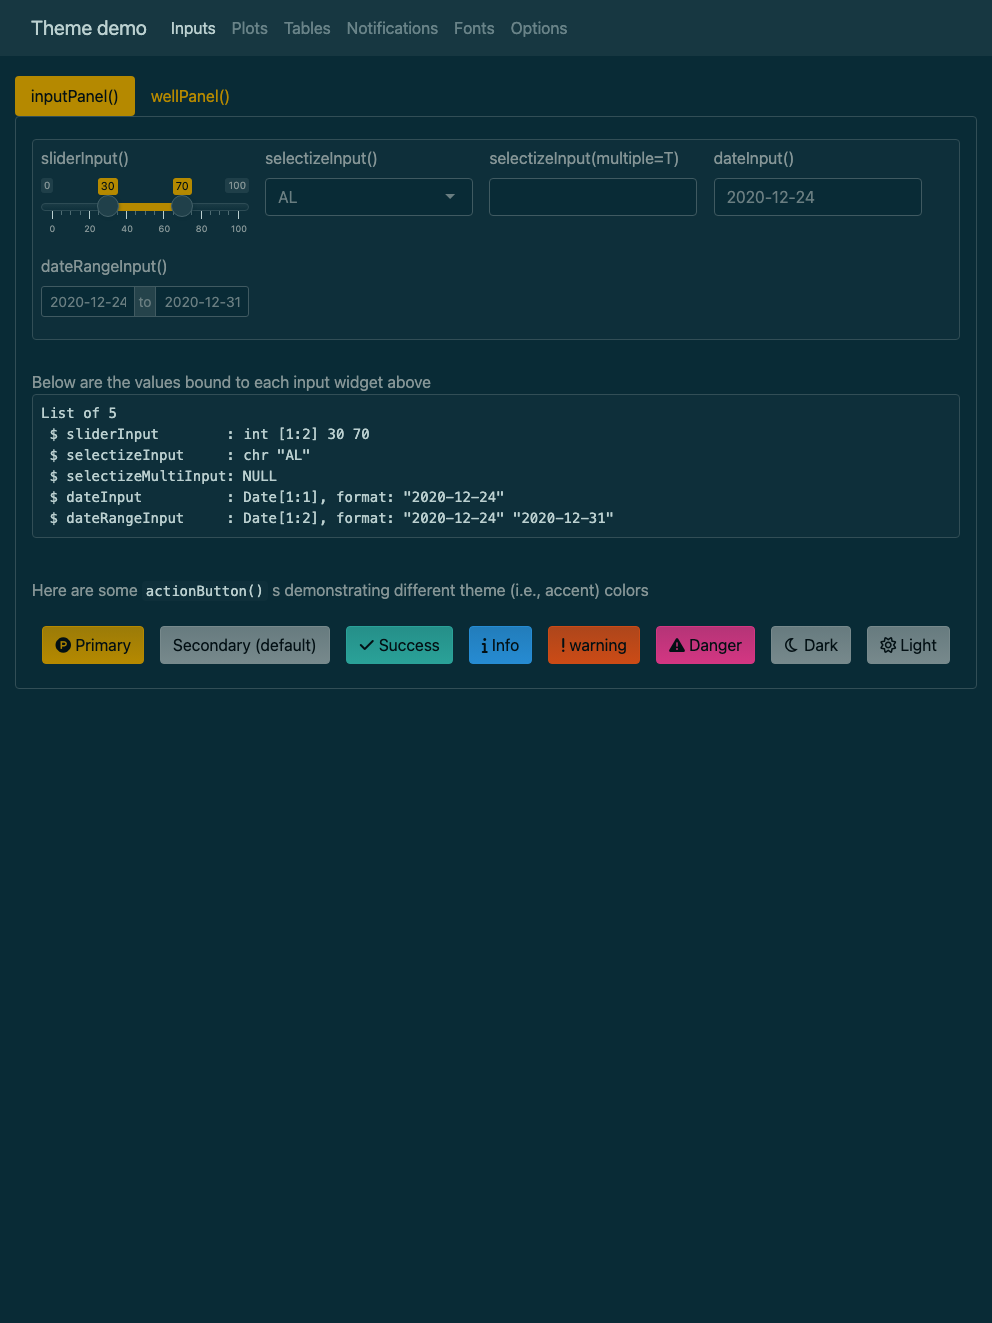 Theme demo Inputs Plots Tables Notifications Fonts Options
inputPanel() wellPanel()
sliderInput() selectizeInput() selectizeInput(multiple=T) dateInput()
0 30 70 100
AL 2020-12-24
0 20 40 60 80 100
dateRangeInput()
2020-12-24 to 2020-12-31
Below are the values bound to each input widget above
List of 5
 $ sliderInput        : int [1:2] 30 70
 $ selectizeInput     : chr "AL"
 $ selectizeMultiInput: NULL
 $ dateInput          : Date[1:1], format: "2020-12-24"
 $ dateRangeInput     : Date[1:2], format: "2020-12-24" "2020-12-31"
Here are some actionButton() s demonstrating different theme (i.e., accent) colors
P Primary Secondary (default) Success Info ! warning Danger Dark Light